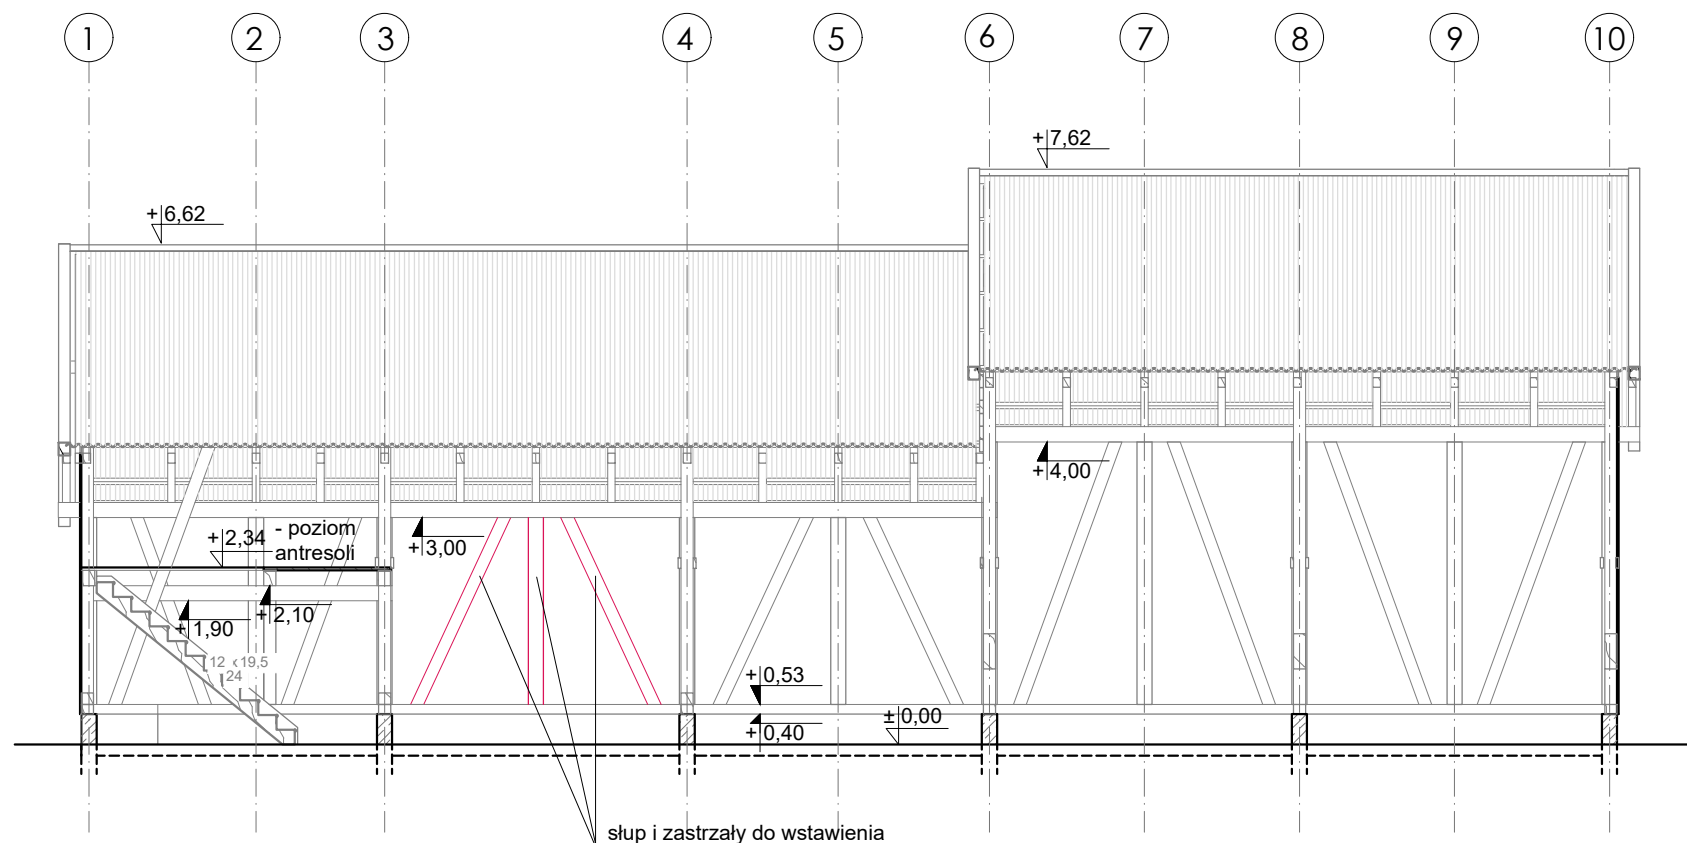 1 2 3 4 5 6 7 8 9 10
+7,62
+6,62
+4,00
+2,34 - poziom
antresoli
+3,00
+2,10
+1,90
12 x 19,5
24
+0,53
±0,00
+0,40
słup i zastrzały do wstawienia